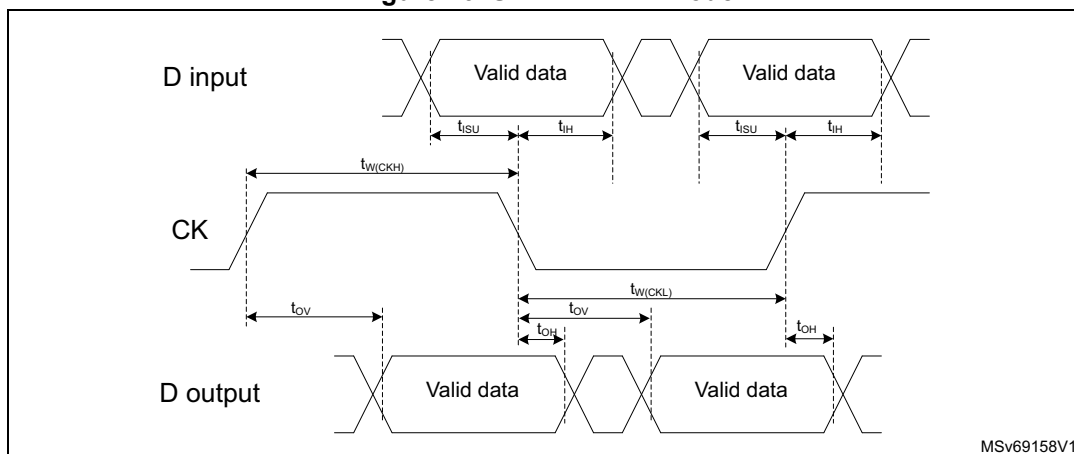 D input
Valid data
Valid data
tISU
tIH
tISU
tIH
tW(CKH)
CK
tW(CKL)
tOV
tOV
tOH
tOH
D output
Valid data
Valid data
MSv69158V1